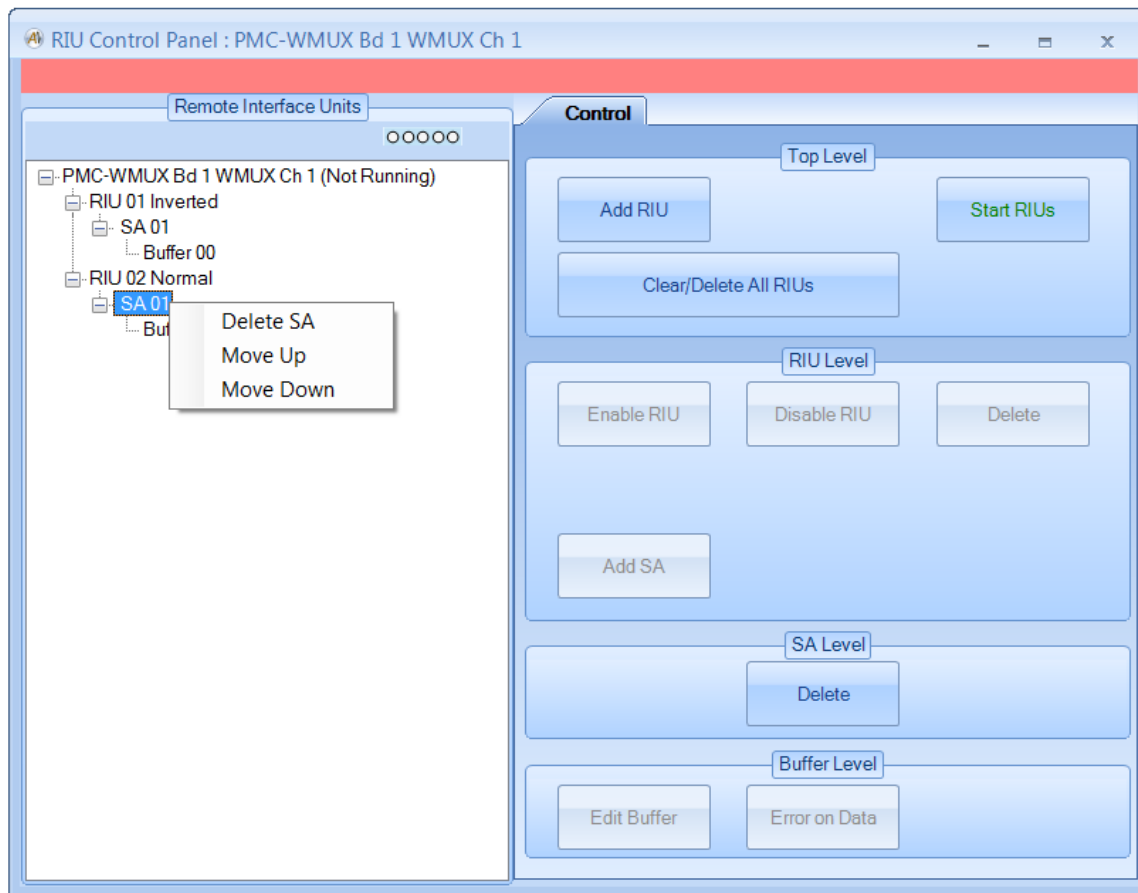 RIU Control Panel : PMC-WMUX Bd 1 WMUX Ch 1
Remote Interface Units
PMC-WMUX Bd 1 WMUX Ch 1 (Not Running)
RIU 01 Inverted
SA 01
Buffer 00
RIU 02 Normal
SA 01
Buf
Delete SA
Move Up
Move Down
Control
Top Level
Add RIU
Start RIUs
Clear/Delete All RIUs
RIU Level
Enable RIU
Disable RIU
Delete
Add SA
SA Level
Delete
Buffer Level
Edit Buffer
Error on Data